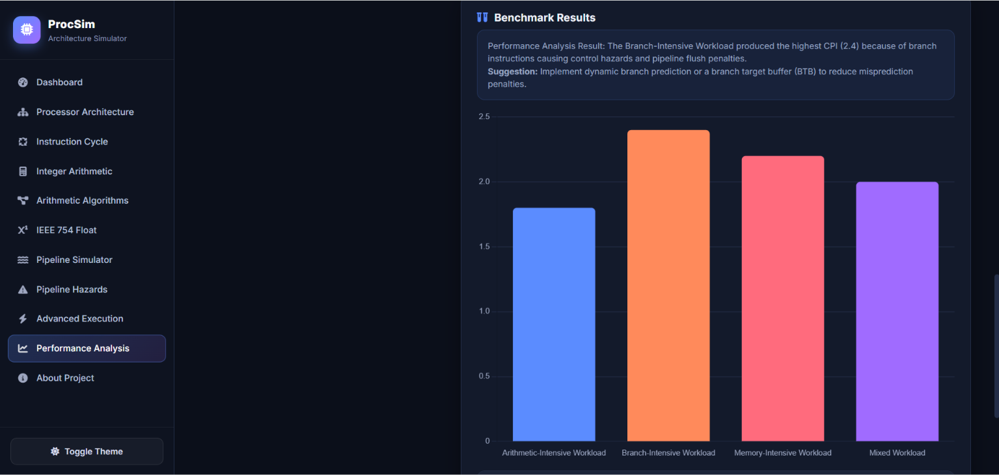 ProcSim
Architecture Simulator
Dashboard
Processor Architecture
Instruction Cycle
Integer Arithmetic
Arithmetic Algorithms
IEEE 754 Float
Pipeline Simulator
Pipeline Hazards
Advanced Execution
Performance Analysis
About Project
Toggle Theme
Benchmark Results
Performance Analysis Result: The Branch-Intensive Workload produced the highest CPI (2.4) because of branch
instructions causing control hazards and pipeline flush penalties.
Suggestion: Implement dynamic branch prediction or a branch target buffer (BTB) to reduce misprediction
penalties.
2.5
2.0
1.5
1.0
0.5
0
Arithmetic-Intensive Workload Branch-Intensive Workload Memory-Intensive Workload Mixed Workload